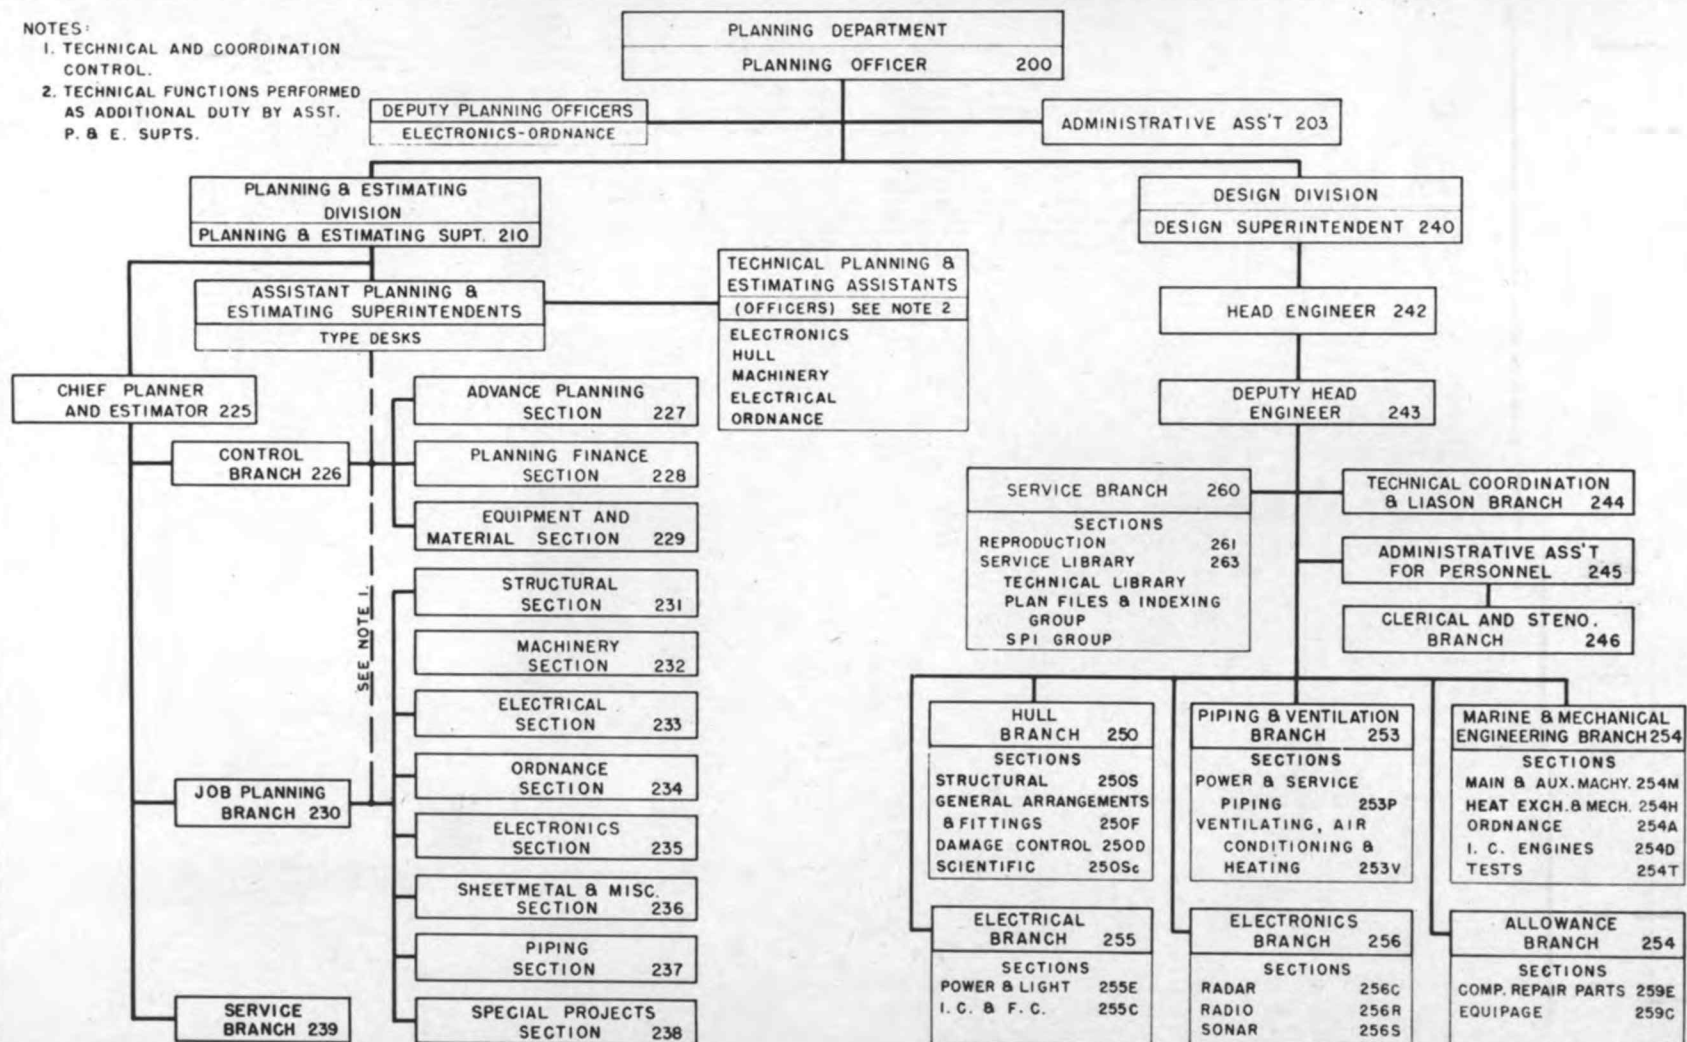 NOTES:
1. TECHNICAL AND COORDINATION
CONTROL.
2. TECHNICAL FUNCTIONS PERFORMED
AS ADDITIONAL DUTY BY ASST.
P. & E. SUPTS.
PLANNING DEPARTMENT
PLANNING OFFICER 200
DEPUTY PLANNING OFFICERS
ELECTRONICS-ORDNANCE
ADMINISTRATIVE ASS'T 203
PLANNING & ESTIMATING
DIVISION
PLANNING & ESTIMATING SUPT. 210
ASSISTANT PLANNING &
ESTIMATING SUPERINTENDENTS
TYPE DESKS
TECHNICAL PLANNING &
ESTIMATING ASSISTANTS
(OFFICERS) SEE NOTE 2
ELECTRONICS
HULL
MACHINERY
ELECTRICAL
ORDNANCE
CHIEF PLANNER
AND ESTIMATOR 225
CONTROL
BRANCH 226
ADVANCE PLANNING
SECTION 227
PLANNING FINANCE
SECTION 228
EQUIPMENT AND
MATERIAL SECTION 229
SEE NOTE 1.
JOB PLANNING
BRANCH 230
STRUCTURAL
SECTION 231
MACHINERY
SECTION 232
ELECTRICAL
SECTION 233
ORDNANCE
SECTION 234
ELECTRONICS
SECTION 235
SHEETMETAL & MISC.
SECTION 236
PIPING
SECTION 237
SPECIAL PROJECTS
SECTION 238
SERVICE
BRANCH 239
DESIGN DIVISION
DESIGN SUPERINTENDENT 240
HEAD ENGINEER 242
DEPUTY HEAD
ENGINEER 243
SERVICE BRANCH 260
SECTIONS
REPRODUCTION 261
SERVICE LIBRARY 263
TECHNICAL LIBRARY
PLAN FILES & INDEXING
GROUP
SPI GROUP
TECHNICAL COORDINATION
& LIASON BRANCH 244
ADMINISTRATIVE ASS'T
FOR PERSONNEL 245
CLERICAL AND STENO.
BRANCH 246
HULL
BRANCH 250
SECTIONS
STRUCTURAL 250S
GENERAL ARRANGEMENTS
& FITTINGS 250F
DAMAGE CONTROL 250D
SCIENTIFIC 250Sc
PIPING & VENTILATION
BRANCH 253
SECTIONS
POWER & SERVICE
PIPING 253P
VENTILATING, AIR
CONDITIONING &
HEATING 253V
MARINE & MECHANICAL
ENGINEERING BRANCH 254
SECTIONS
MAIN & AUX. MACHY. 254M
HEAT EXCH. & MECH. 254H
ORDNANCE 254A
I. C. ENGINES 254D
TESTS 254T
ELECTRICAL
BRANCH 255
SECTIONS
POWER & LIGHT 255E
I. C. & F. C. 255C
ELECTRONICS
BRANCH 256
SECTIONS
RADAR 256C
RADIO 256R
SONAR 256S
ALLOWANCE
BRANCH 254
SECTIONS
COMP. REPAIR PARTS 259E
EQUIPAGE 259C